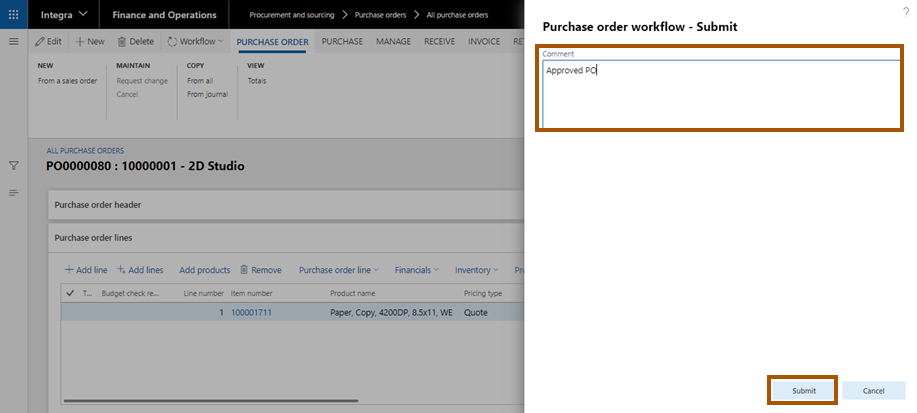 Integra Finance and Operations Procurement and sourcing Purchase orders All purchase orders
?
Purchase order workflow - Submit
Edit New Delete Workflow PURCHASE ORDER PURCHASE MANAGE RECEIVE INVOICE RE
NEW MAINTAIN COPY VIEW
From a sales order Request change From all Totals
Cancel From journal
Comment
Approved PO
ALL PURCHASE ORDERS
PO0000080 : 10000001 - 2D Studio
Purchase order header
Purchase order lines
Add line Add lines Add products Remove Purchase order line Financials Inventory Pr
T... Budget check re... Line number Item number Product name Pricing type
1 100001711 Paper, Copy, 4200DP, 8.5x11, WE Quote
Submit Cancel